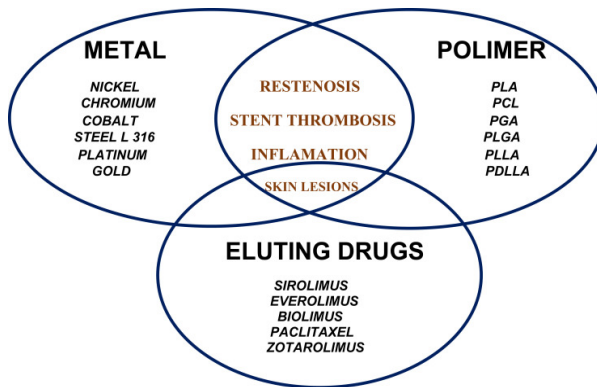 METAL
NICKEL
CHROMIUM
COBALT
STEEL L 316
PLATINUM
GOLD
RESTENOSIS
STENT THROMBOSIS
INFLAMATION
SKIN LESIONS
POLIMER
PLA
PCL
PGA
PLGA
PLLA
PDLLA
ELUTING DRUGS
SIROLIMUS
EVEROLIMUS
BIOLIMUS
PACLITAXEL
ZOTAROLIMUS